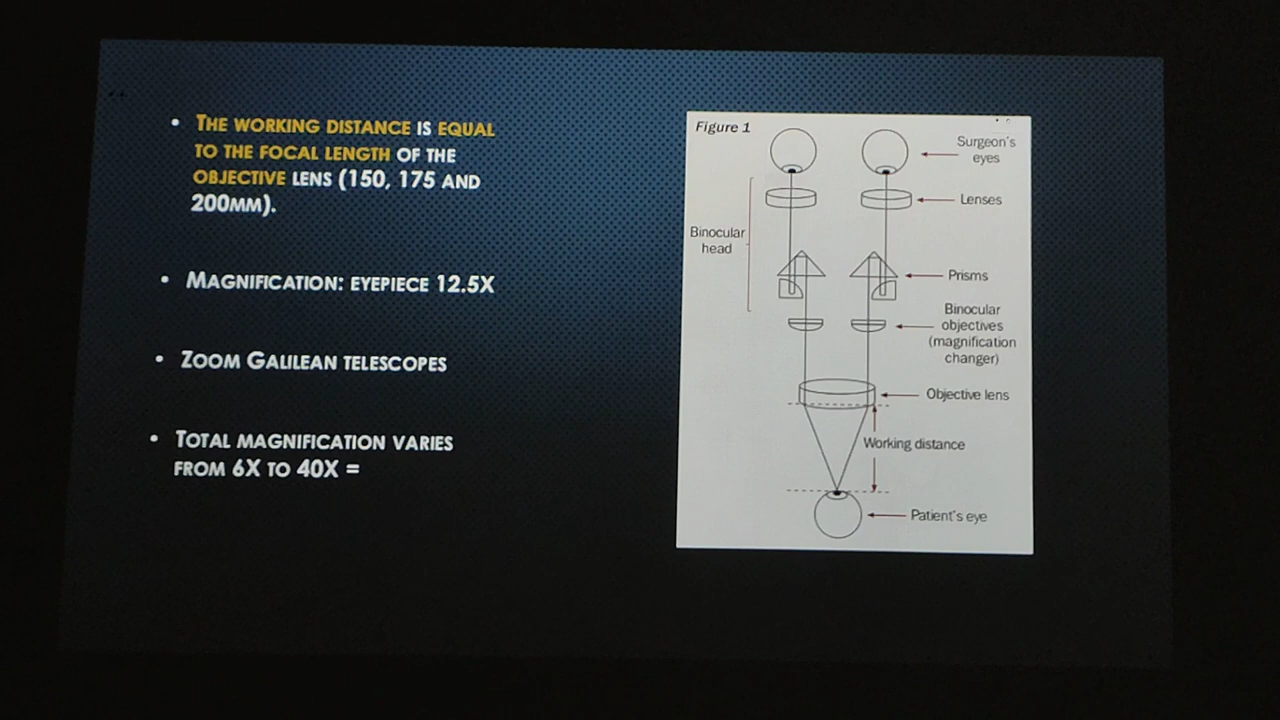 • THE WORKING DISTANCE IS EQUAL
TO THE FOCAL LENGTH OF THE
OBJECTIVE LENS (150, 175 AND
200MM).
• MAGNIFICATION: EYEPIECE 12.5X
• ZOOM GALILEAN TELESCOPES
• TOTAL MAGNIFICATION VARIES
FROM 6X TO 40X =
Figure 1
Surgeon's
eyes
Lenses
Binocular
head
Prisms
Binocular
objectives
(magnification
changer)
Objective lens
Working distance
Patient's eye